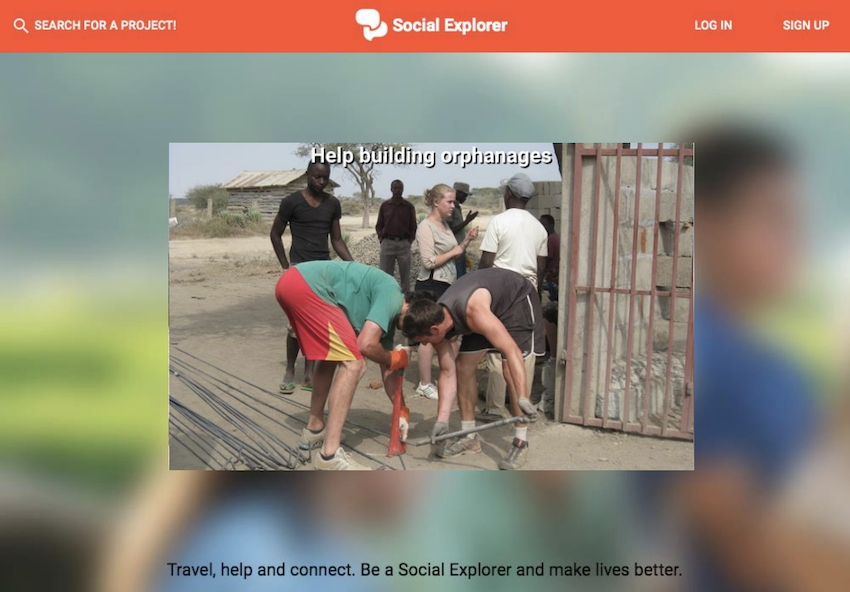 SEARCH FOR A PROJECT!
Social Explorer
LOG IN
SIGN UP
Help building orphanages
Travel, help and connect. Be a Social Explorer and make lives better.